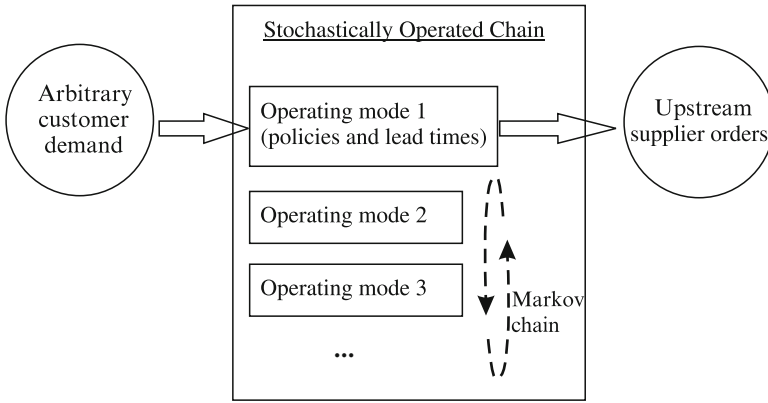 Stochastically Operated Chain
Arbitrary
customer
demand
Operating mode 1
(policies and lead times)
Upstream
supplier orders
Operating mode 2
Operating mode 3
Markov
chain
...